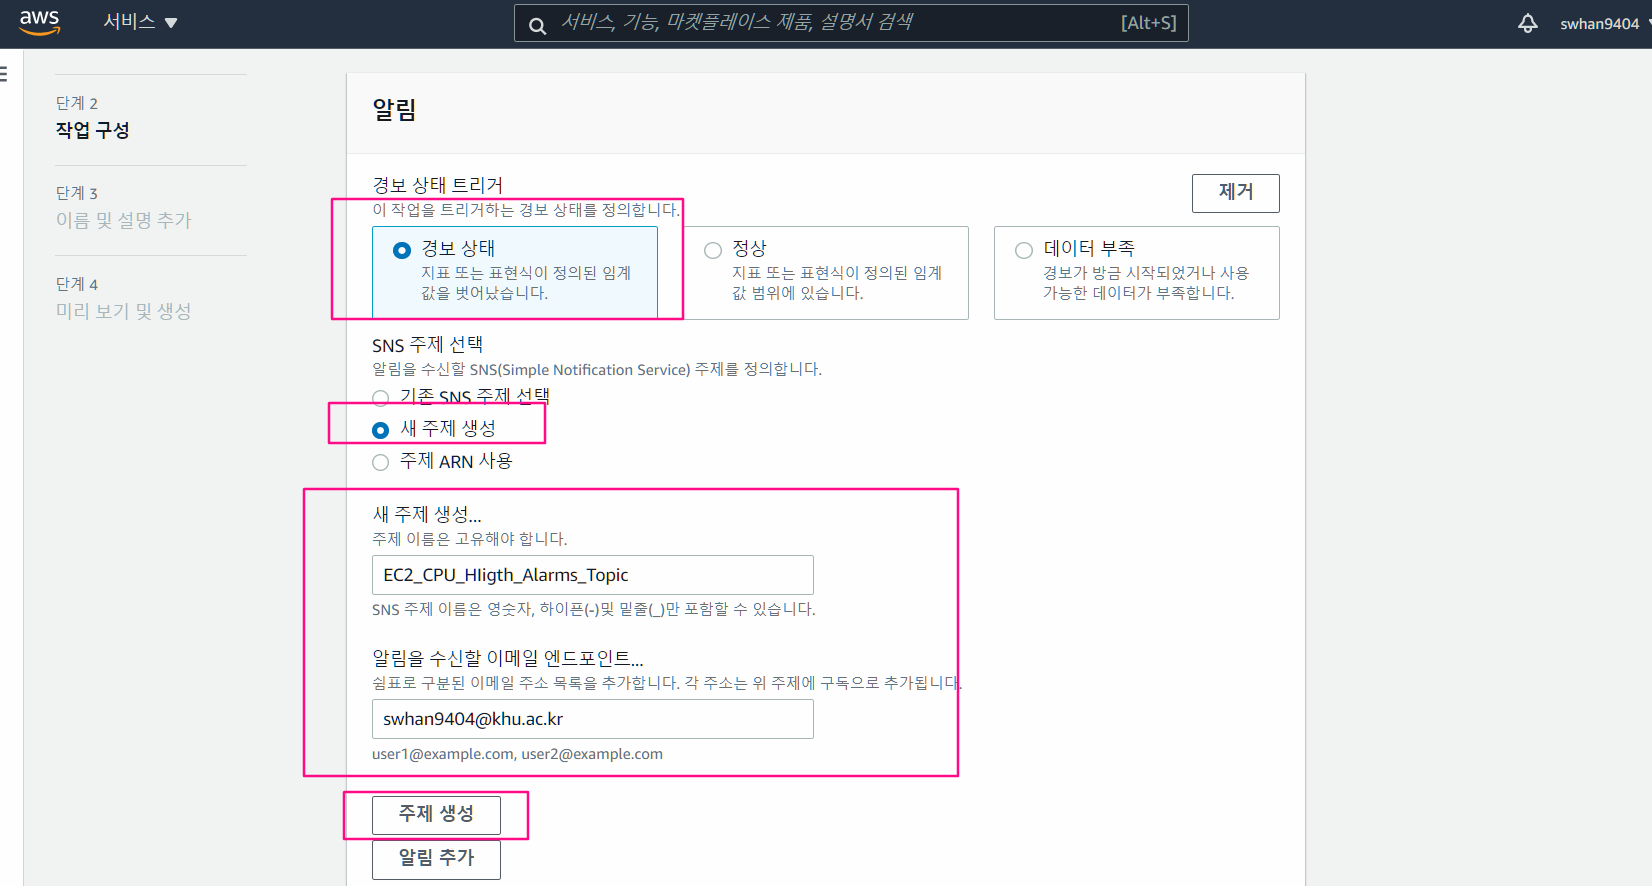 aws
서비스
서비스, 기능, 마켓플레이스 제품, 설명서 검색
[Alt+S]
swhan9404
단계 2
작업 구성
단계 3
이름 및 설명 추가
단계 4
미리 보기 및 생성
알림
경보 상태 트리거
이 작업을 트리거하는 경보 상태를 정의합니다.
제거
경보 상태
지표 또는 표현식이 정의된 임계
값을 벗어났습니다.
정상
지표 또는 표현식이 정의된 임계
값 범위에 있습니다.
데이터 부족
경보가 방금 시작되었거나 사용
가능한 데이터가 부족합니다.
SNS 주제 선택
알림을 수신할 SNS(Simple Notification Service) 주제를 정의합니다.
기존 SNS 주제 선택
새 주제 생성
주제 ARN 사용
새 주제 생성...
주제 이름은 고유해야 합니다.
EC2_CPU_HIigth_Alarms_Topic
SNS 주제 이름은 영숫자, 하이픈(-)및 밑줄(_)만 포함할 수 있습니다.
알림을 수신할 이메일 엔드포인트...
쉼표로 구분된 이메일 주소 목록을 추가합니다. 각 주소는 위 주제에 구독으로 추가됩니다.
swhan9404@khu.ac.kr
user1@example.com, user2@example.com
주제 생성
알림 추가